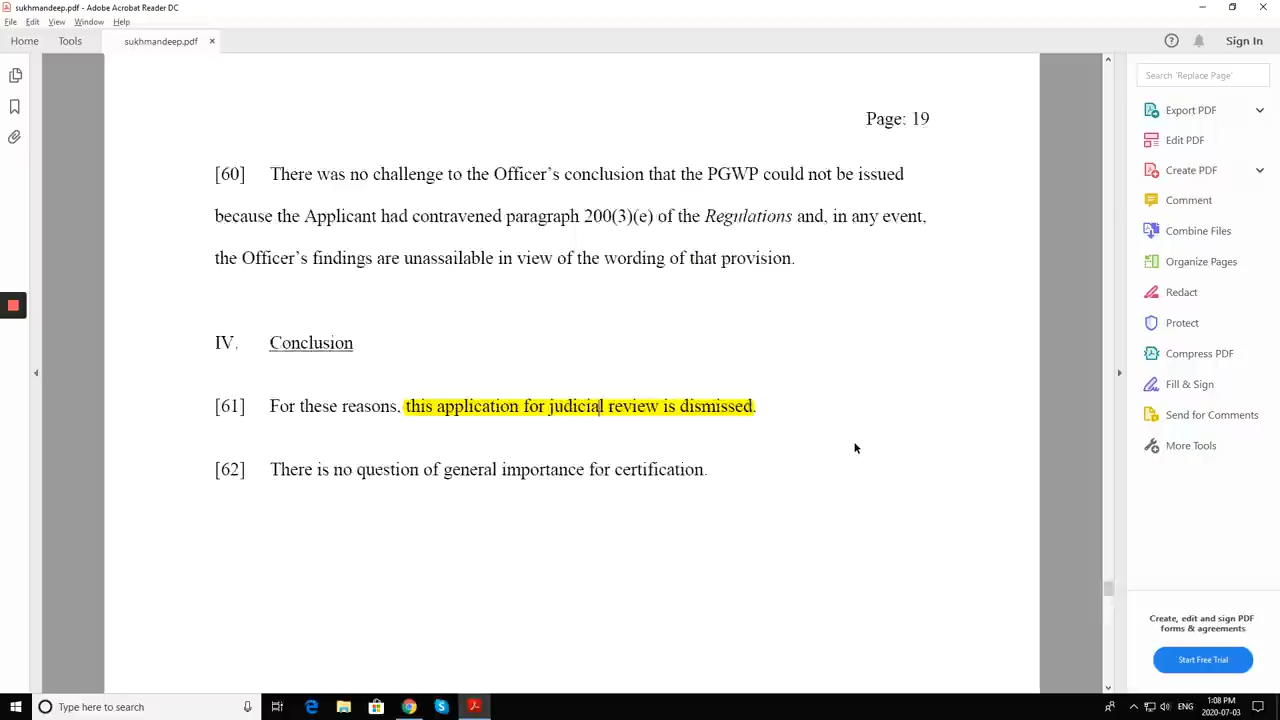 sukhmandeep.pdf - Adobe Acrobat Reader DC
File Edit View Window Help
Home Tools sukhmandeep.pdf × Sign In
Search 'Replace Page'
Page: 19
[60] There was no challenge to the Officer's conclusion that the PGWP could not be issued
because the Applicant had contravened paragraph 200(3)(e) of the Regulations and, in any event,
the Officer's findings are unassailable in view of the wording of that provision.
IV. Conclusion
[61] For these reasons, this application for judicial review is dismissed.
[62] There is no question of general importance for certification.
Export PDF
Edit PDF
Create PDF
Comment
Combine Files
Organize Pages
Redact
Protect
Compress PDF
Fill & Sign
Send for Comments
More Tools
Create, edit and sign PDF
forms & agreements
Start Free Trial
Type here to search
ENG
1:08 PM
2020-07-03